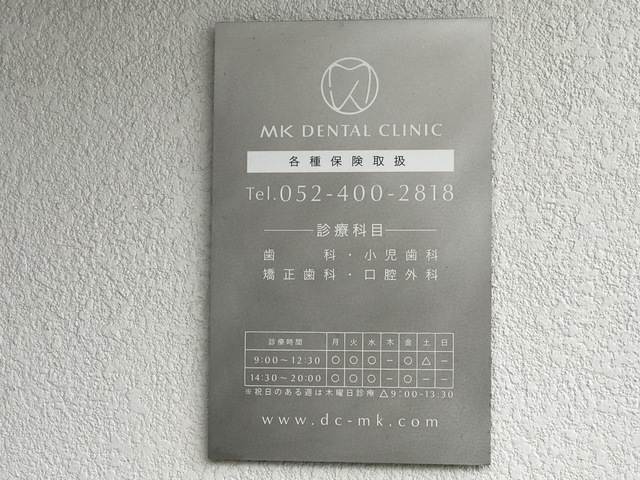 MK DENTAL CLINIC
各種保険取扱
Tel.052-400-2818
診療科目
歯科・小児歯科
矯正歯科・口腔外科
診療時間 月 火 水 木 金 土 日
9:00～12:30 ○ ○ ○ － ○ △ －
14:30～20:00 ○ ○ ○ － ○ － －
※祝日のある週は木曜日診療 △9:00-13:30
www.dc-mk.com